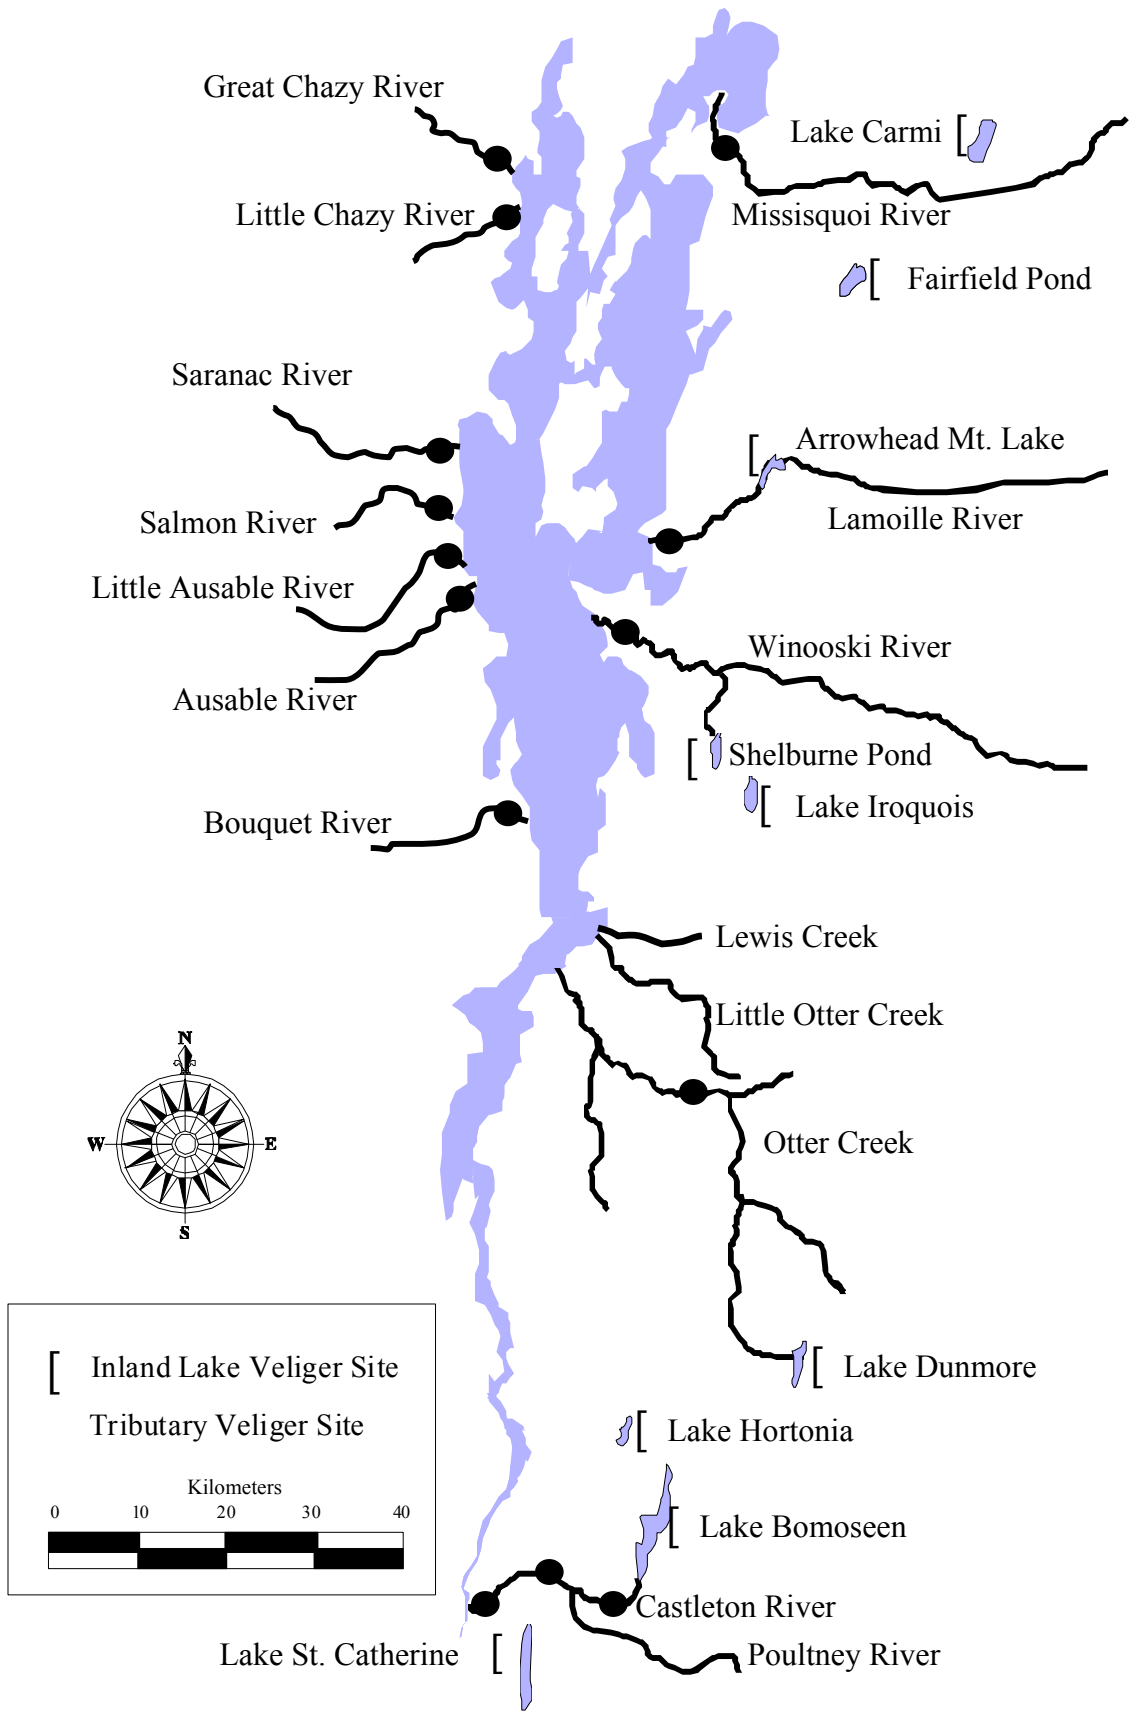 Great Chazy River
Lake Carmi
Little Chazy River
Missisquoi River
Fairfield Pond
Saranac River
Arrowhead Mt. Lake
Salmon River
Lamoille River
Little Ausable River
Winooski River
Ausable River
Shelburne Pond
Lake Iroquois
Bouquet River
Lewis Creek
Little Otter Creek
N
W
E
S
Otter Creek
Inland Lake Veliger Site
Tributary Veliger Site
Kilometers
0 10 20 30 40
Lake Dunmore
Lake Hortonia
Lake Bomoseen
Castleton River
Lake St. Catherine
Poultney River